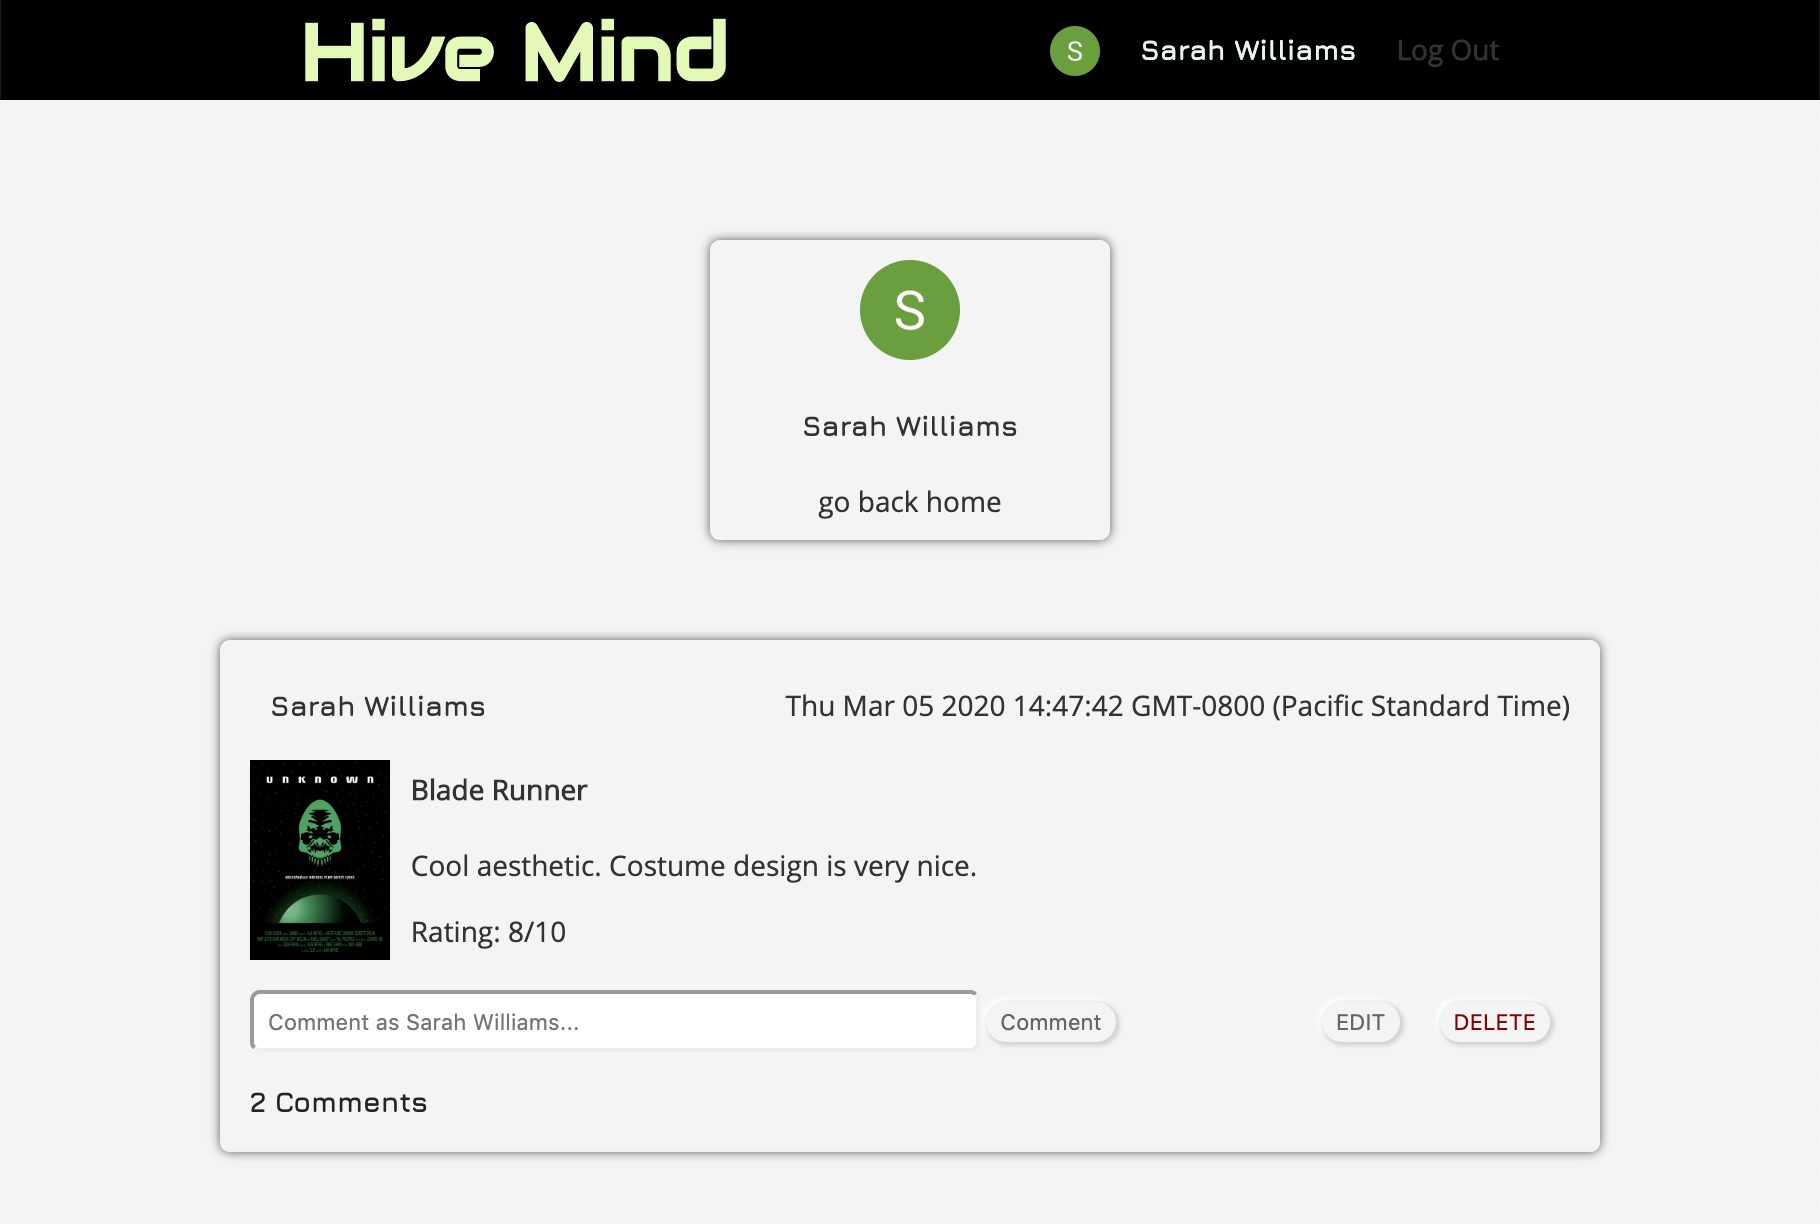 Hive Mind
S
Sarah Williams
Log Out
S
Sarah Williams
go back home
Sarah Williams
Thu Mar 05 2020 14:47:42 GMT-0800 (Pacific Standard Time)
unknown
Blade Runner
Cool aesthetic. Costume design is very nice.
Rating: 8/10
Comment as Sarah Williams...
Comment
EDIT
DELETE
2 Comments